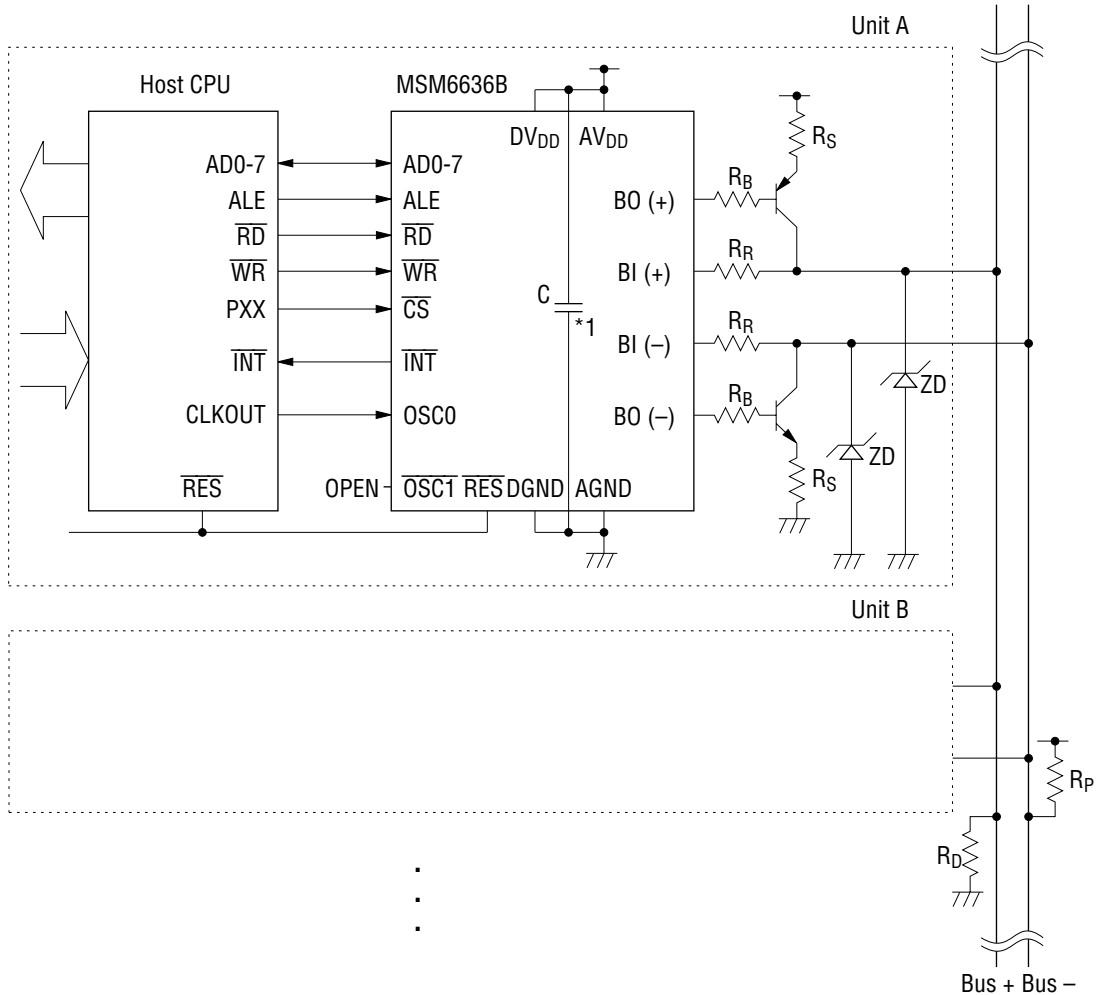 Unit A
Host CPU
MSM6636B
DVDD AVDD
RS
AD0-7
AD0-7
RB
ALE
ALE
BO (+)
RD
RD
RR
WR
WR
BI (+)
C
PXX
CS
*1
RR
BI (–)
INT
INT
ZD
RB
CLKOUT
OSC0
BO (–)
ZD
RES
OPEN
OSC1 RES DGND AGND
RS
Unit B
RP
RD
.
.
.
Bus + Bus –